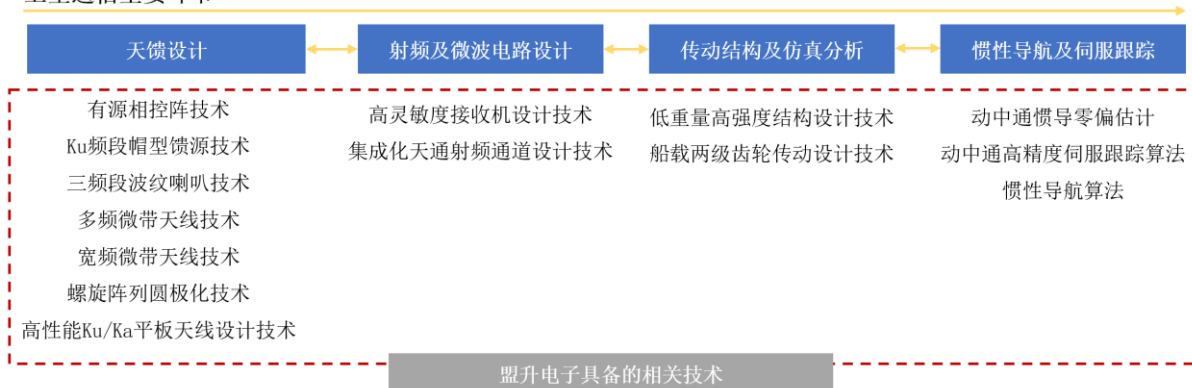 天馈设计
射频及微波电路设计
传动结构及仿真分析
惯性导航及伺服跟踪
有源相控阵技术
Ku频段帽型馈源技术
三频段波纹喇叭技术
多频微带天线技术
宽频微带天线技术
螺旋阵列圆极化技术
高性能Ku/Ka平板天线设计技术
高灵敏度接收机设计技术
集成化天通射频通道设计技术
低重量高强度结构设计技术
船载两级齿轮传动设计技术
动中通惯导零偏估计
动中通高精度伺服跟踪算法
惯性导航算法
盟升电子具备的相关技术